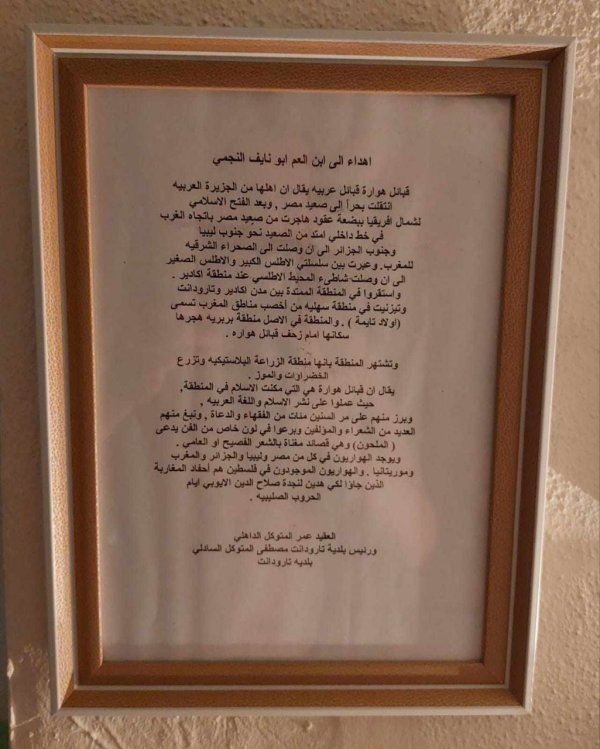 اهداء الى ابن العم ابو نايف النجمي
قبائل هوارة قبائل عربيه يقال ان اهلها من الجزيرة العربيه
انتقلت بحراً إلى صعيد مصر , وبعد الفتح الاسلامي
لشمال افريقيا ببضعة عقود هاجرت من صعيد مصر باتجاه الغرب
في خط داخلي امتد من الصعيد نحو جنوب ليبيا
وجنوب الجزائر الى ان وصلت الى الصحراء الشرقيه
للمغرب. وعبرت بين سلسلتي الاطلس الكبير والاطلس الصغير
الى ان وصلت شاطىء المحيط الاطلسي عند منطقة اكادير .
واستقروا في المنطقة الممتدة بين مدن اكادير وتارودانت
وتيزنيت في منطقة سهليه من أخصب مناطق المغرب تسمى
(اولاد تايمة ) . والمنطقة في الاصل منطقة بربريه هجرها
سكانها امام زحف قبائل هواره .
وتشتهر المنطقة بانها منطقة الزراعة البلاستيكيه وتزرع
الخضراوات والموز .
يقال ان قبائل هوارة هي التي مكنت الاسلام في المنطقة ,
حيث عملوا على نشر الاسلام واللغة العربيه ,
وبرز منهم على مر السنين مئات من الفقهاء والدعاة , ونبغ منهم
العديد من الشعراء والمؤلفين وبرعوا في لون خاص من الفن يدعى
( الملحون) وهي قصائد مغناة بالشعر الفصيح او العامي .
ويوجد الهواريون في كل من مصر وليبيا والجزائر والمغرب
وموريتانيا . والهواريون الموجودون في فلسطين هم أحفاد المغاربة
الذين جاؤا لكي هدين لنجدة صلاح الدين الايوبي ايام
الحروب الصليبيه .
العقيد عمر المتوكل الداهلي
ورئيس بلدية تارودانت مصطفى المتوكل السادلي
بلديه تارودانت